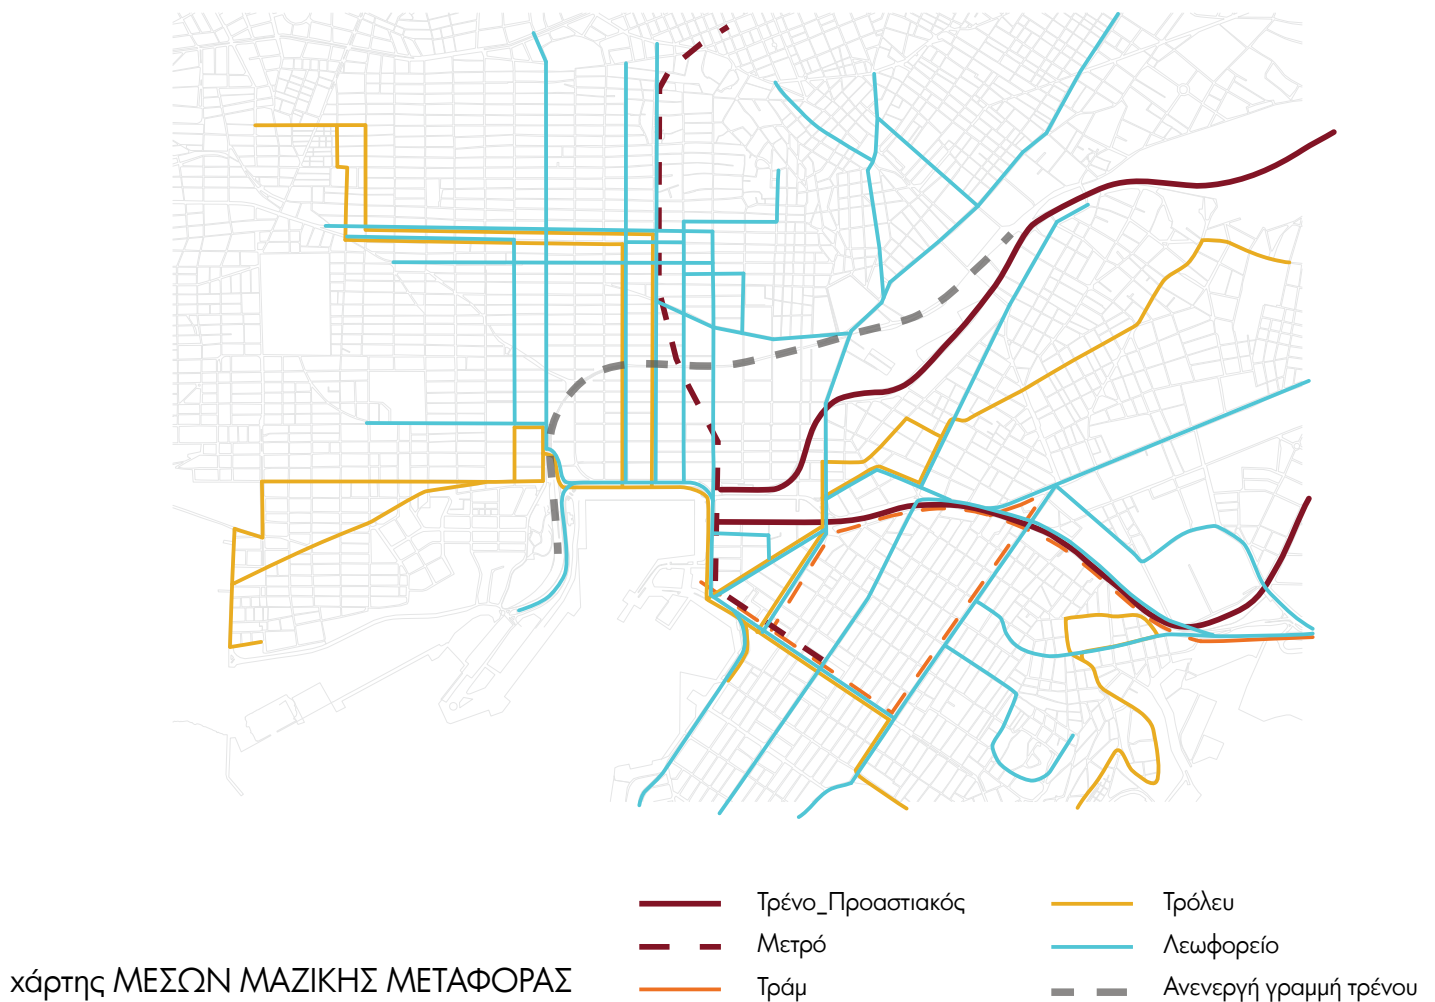 Τρένο_Προαστιακός
Μετρό
Τράμ
Τρόλευ
Λεωφορείο
Ανενεργή γραμμή τρένου
χάρτης ΜΕΣΩΝ ΜΑΖΙΚΗΣ ΜΕΤΑΦΟΡΑΣ